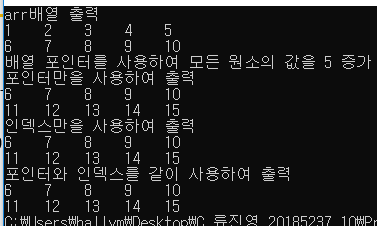 arr배열 출력
1 2 3 4 5
6 7 8 9 10
배열 포인터를 사용하여 모든 원소의 값을 5 증가
포인터만을 사용하여 출력
6 7 8 9 10
11 12 13 14 15
인덱스만을 사용하여 출력
6 7 8 9 10
11 12 13 14 15
포인터와 인덱스를 같이 사용하여 출력
6 7 8 9 10
11 12 13 14 15
C:₩Users₩hallym₩Desktop₩C 류진영 20185237 10₩Pr